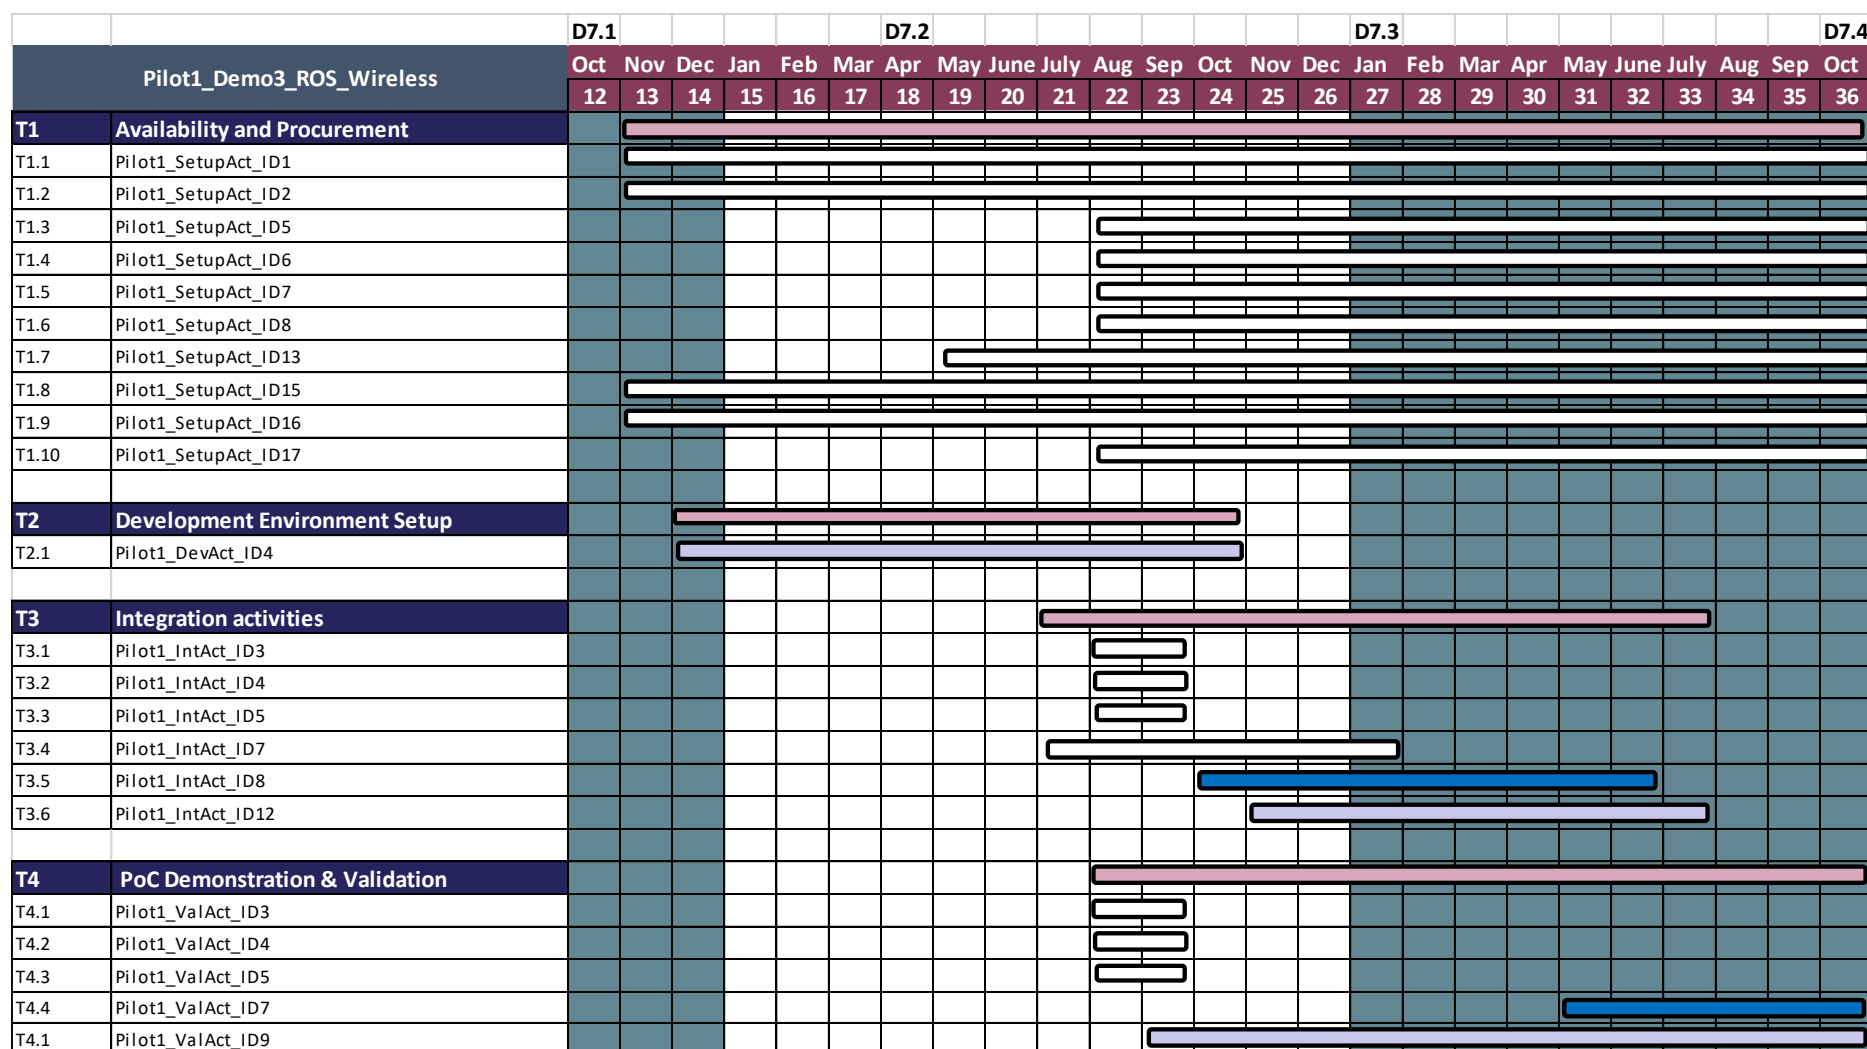 D7.1 D7.2 D7.3 D7.4
Pilot1_Demo3_ROS_Wireless
Oct Nov Dec Jan Feb Mar Apr May June July Aug Sep Oct Nov Dec Jan Feb Mar Apr May June July Aug Sep Oct
12 13 14 15 16 17 18 19 20 21 22 23 24 25 26 27 28 29 30 31 32 33 34 35 36
T1 Availability and Procurement
T1.1 Pilot1_SetupAct_ID1
T1.2 Pilot1_SetupAct_ID2
T1.3 Pilot1_SetupAct_ID5
T1.4 Pilot1_SetupAct_ID6
T1.5 Pilot1_SetupAct_ID7
T1.6 Pilot1_SetupAct_ID8
T1.7 Pilot1_SetupAct_ID13
T1.8 Pilot1_SetupAct_ID15
T1.9 Pilot1_SetupAct_ID16
T1.10 Pilot1_SetupAct_ID17
T2 Development Environment Setup
T2.1 Pilot1_DevAct_ID4
T3 Integration activities
T3.1 Pilot1_IntAct_ID3
T3.2 Pilot1_IntAct_ID4
T3.3 Pilot1_IntAct_ID5
T3.4 Pilot1_IntAct_ID7
T3.5 Pilot1_IntAct_ID8
T3.6 Pilot1_IntAct_ID12
T4 PoC Demonstration & Validation
T4.1 Pilot1_ValAct_ID3
T4.2 Pilot1_ValAct_ID4
T4.3 Pilot1_ValAct_ID5
T4.4 Pilot1_ValAct_ID7
T4.1 Pilot1_ValAct_ID9